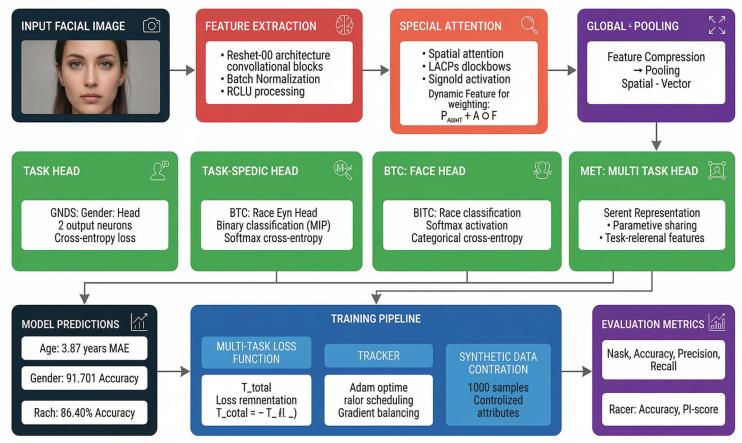 INPUT FACIAL IMAGE
FEATURE EXTRACTION
• Reshet-00 architecture
convollational blocks
• Batch Normalization
• RCLU processing
SPECIAL ATTENTION
• Spatial attention
• LACPs dlockbows
• Signold activation
Dynamic Feature for
weighting:
GLOBAL - POOLING
Feature Compression
→ Pooling
Spatial - Vector
TASK HEAD
GNDS: Gender: Head
2 output neurons
Cross-entropy loss
TASK-SPEDIC HEAD
BTC: Race Eyn Head
Binary classification (MIP)
Softmax cross-entropy
BTC: FACE HEAD
BITC: Race classification
Softmax activation
Categorical cross-entropy
MET: MULTI TASK HEAD
Serent Representation
• Parametive sharing
• Tesk-relerenal features
MODEL PREDICTIONS
Age: 3.87 years MAE
Gender: 91.701 Accuracy
Rach: 86.40% Accuracy
TRAINING PIPELINE
MULTI-TASK LOSS
FUNCTION
T_total
Loss remnentation
TRACKER
Adam optime
ralor scheduling
Gradient balancing
SYNTHETIC DATA
CONTRATION
1000 samples
Controlized
attributes
EVALUATION METRICS
Nask, Accuracy, Precision,
Recall
Racer: Accuracy, PI-score